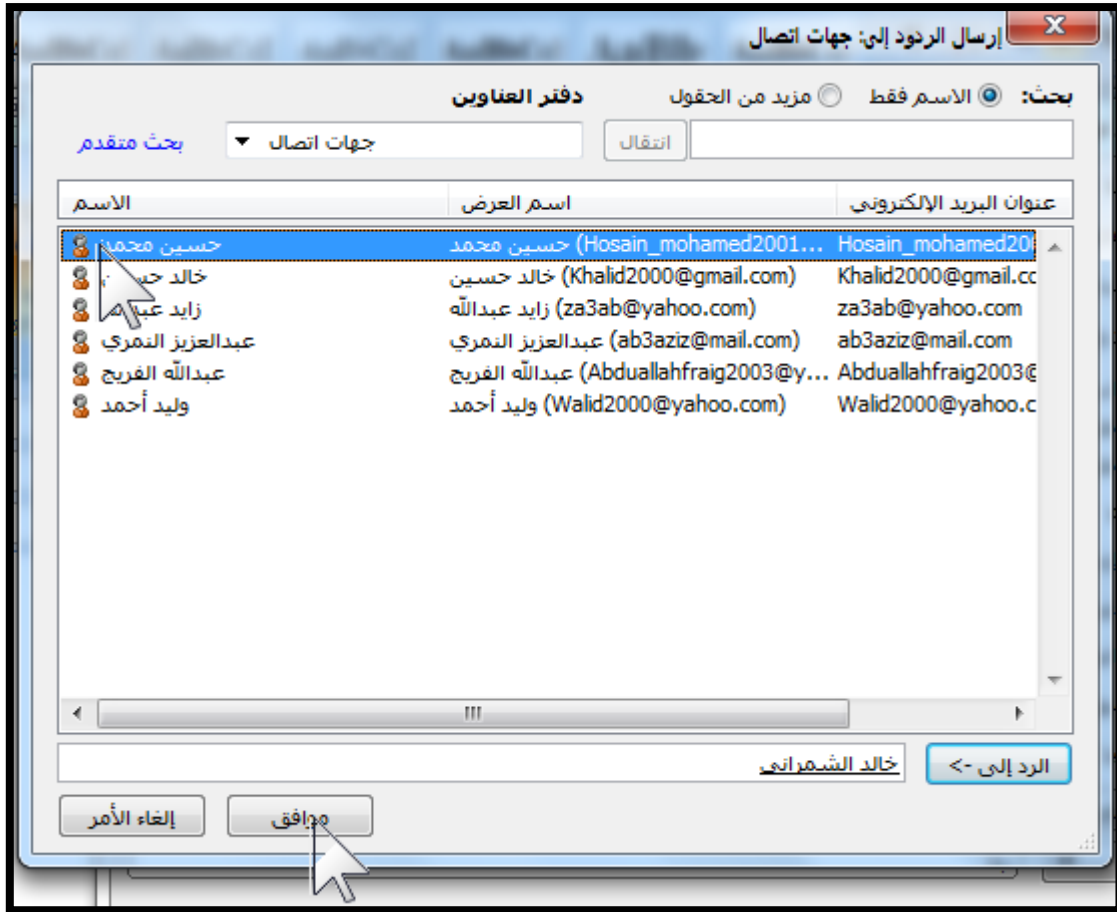 إرسال الردود إلى: جهات اتصال
بحث: الاسم فقط مزيد من الحقول دفتر العناوين
انتقال جهات اتصال بحث متقدم
الاسم اسم العرض عنوان البريد الإلكتروني
حسين محمد حسين محمد (Hosain_mohamed2001... Hosain_mohamed20
خالد خالد حسين (Khalid2000@gmail.com) Khalid2000@gmail.cc
زايد زايد عبدالله (za3ab@yahoo.com) za3ab@yahoo.com
عبدالعزيز النمري عبدالعزيز النمري (ab3aziz@mail.com) ab3aziz@mail.com
عبدالله الفريج عبدالله الفريج (Abduallahfraig2003@y... Abduallahfraig2003@
وليد أحمد وليد أحمد (Walid2000@yahoo.com) Walid2000@yahoo.c
الرد إلى -> خالد الشمراني
موافق إلغاء الأمر